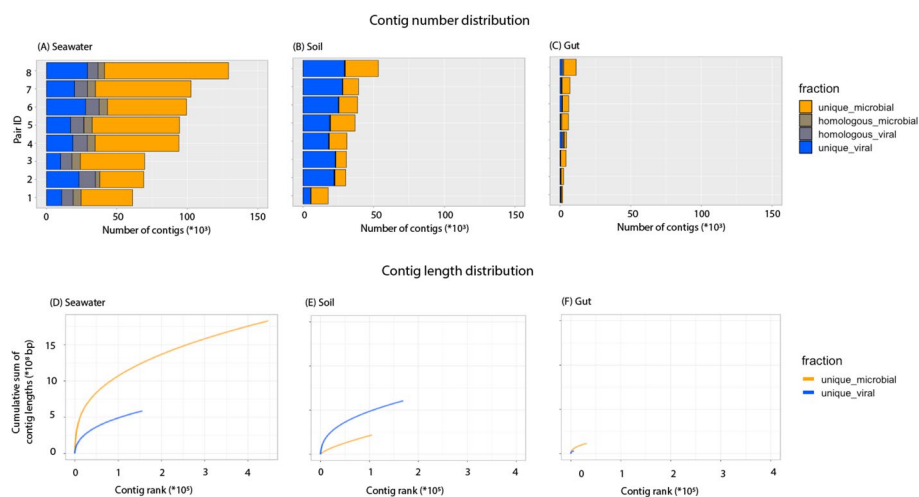 Contig number distribution
(A) Seawater
(B) Soil
(C) Gut
Pair ID
8
7
6
5
4
3
2
1
0 50 100 150
0 50 100 150
0 50 100 150
Number of contigs (*10³)
Number of contigs (*10³)
Number of contigs (*10³)
fraction
unique_microbial
homologous_microbial
homologous_viral
unique_viral
Contig length distribution
(D) Seawater
(E) Soil
(F) Gut
Cumulative sum of
contig lengths (*10⁸ bp)
15
10
5
0
0 1 2 3 4
0 1 2 3 4
0 1 2 3 4
Contig rank (*10⁵)
Contig rank (*10⁵)
Contig rank (*10⁵)
fraction
unique_microbial
unique_viral